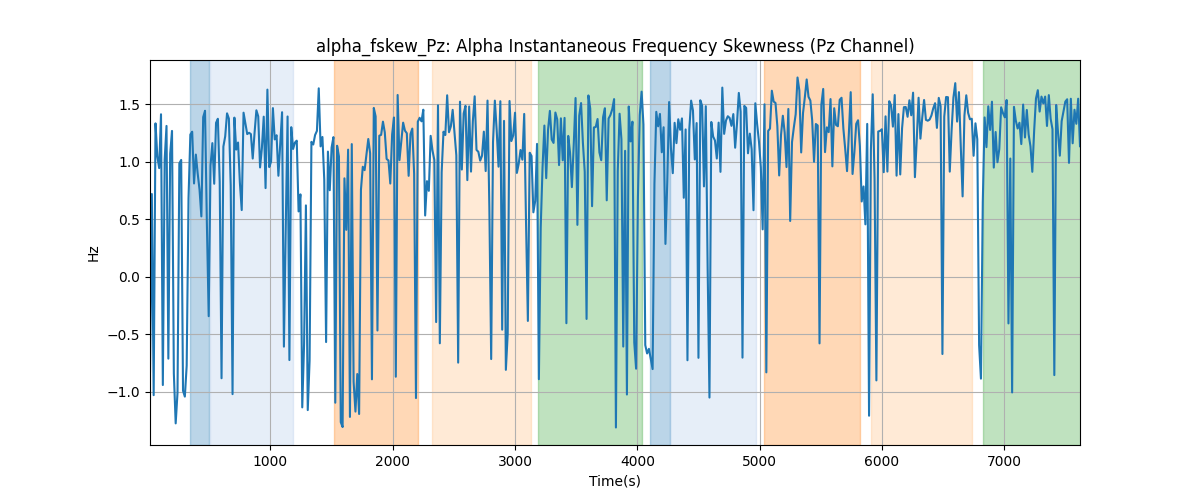 alpha_fskew_Pz: Alpha Instantaneous Frequency Skewness (Pz Channel)
Hz
1.5
1.0
0.5
0.0
−0.5
−1.0
1000 2000 3000 4000 5000 6000 7000
Time(s)